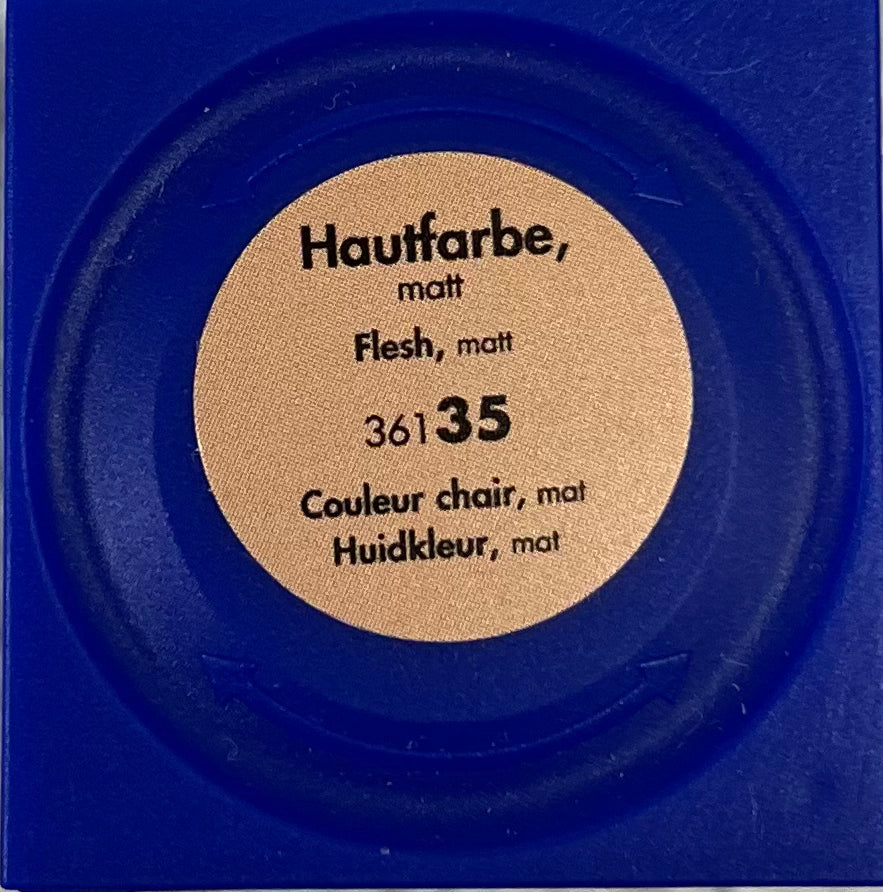 Hautfarbe,
matt
Flesh, matt
36135
Couleur chair, mat
Huidkleur, mat